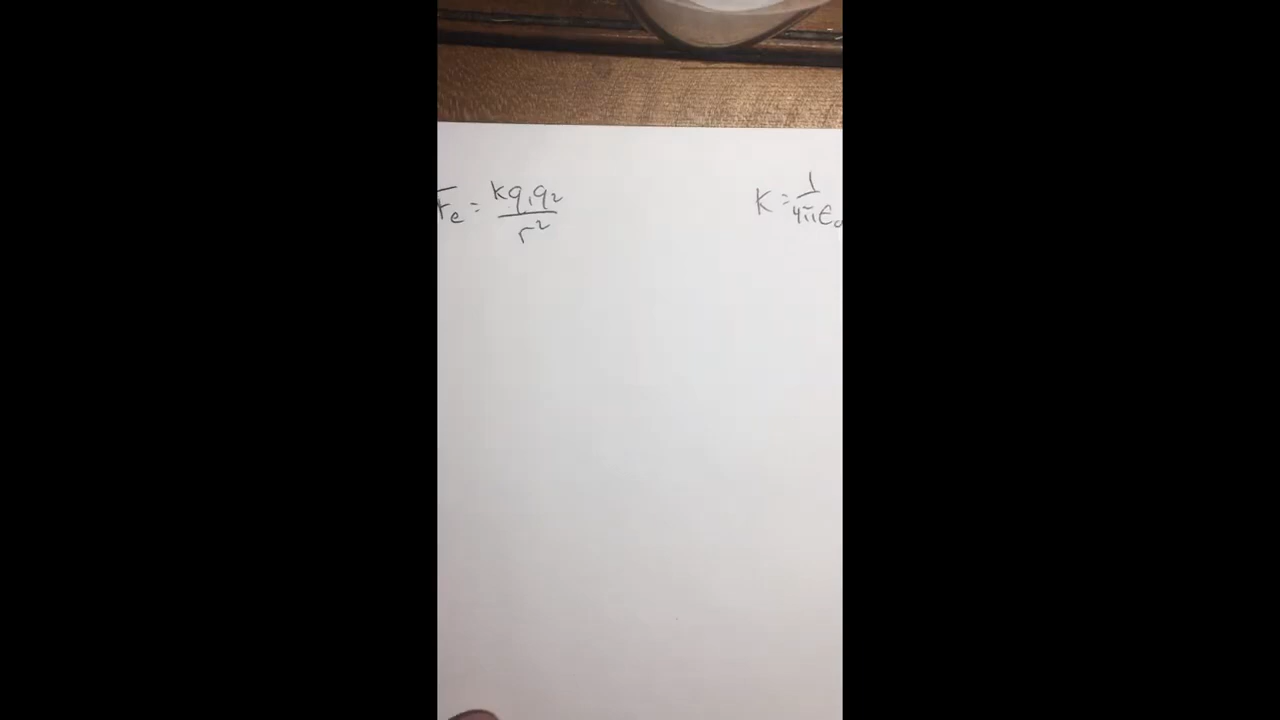 Fe = kq₁q₂/r²
K = 1/4πϵ₀